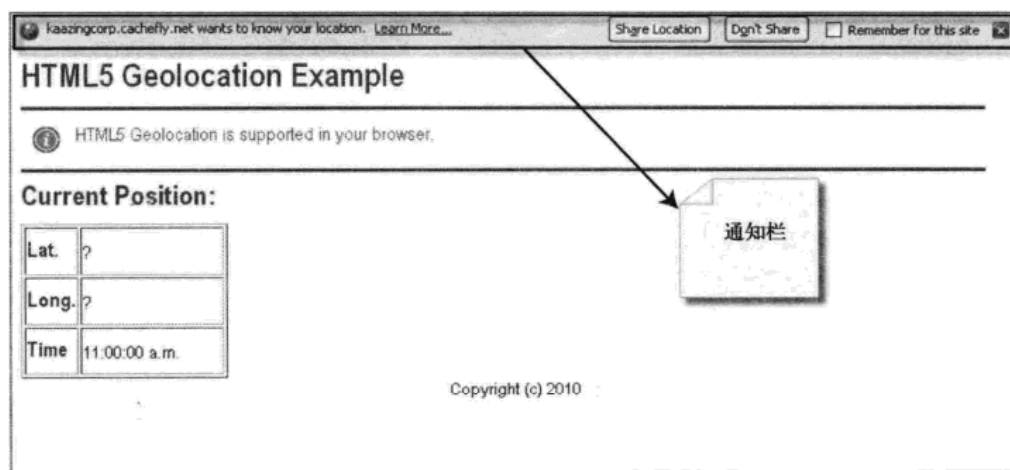 kaazingcorp.cachefly.net wants to know your location. Learn More... Share Location Don't Share Remember for this site
HTML5 Geolocation Example
HTML5 Geolocation is supported in your browser.
Current Position:
通知栏
Lat. ?
Long. ?
Time 11:00:00 a.m.
Copyright (c) 2010